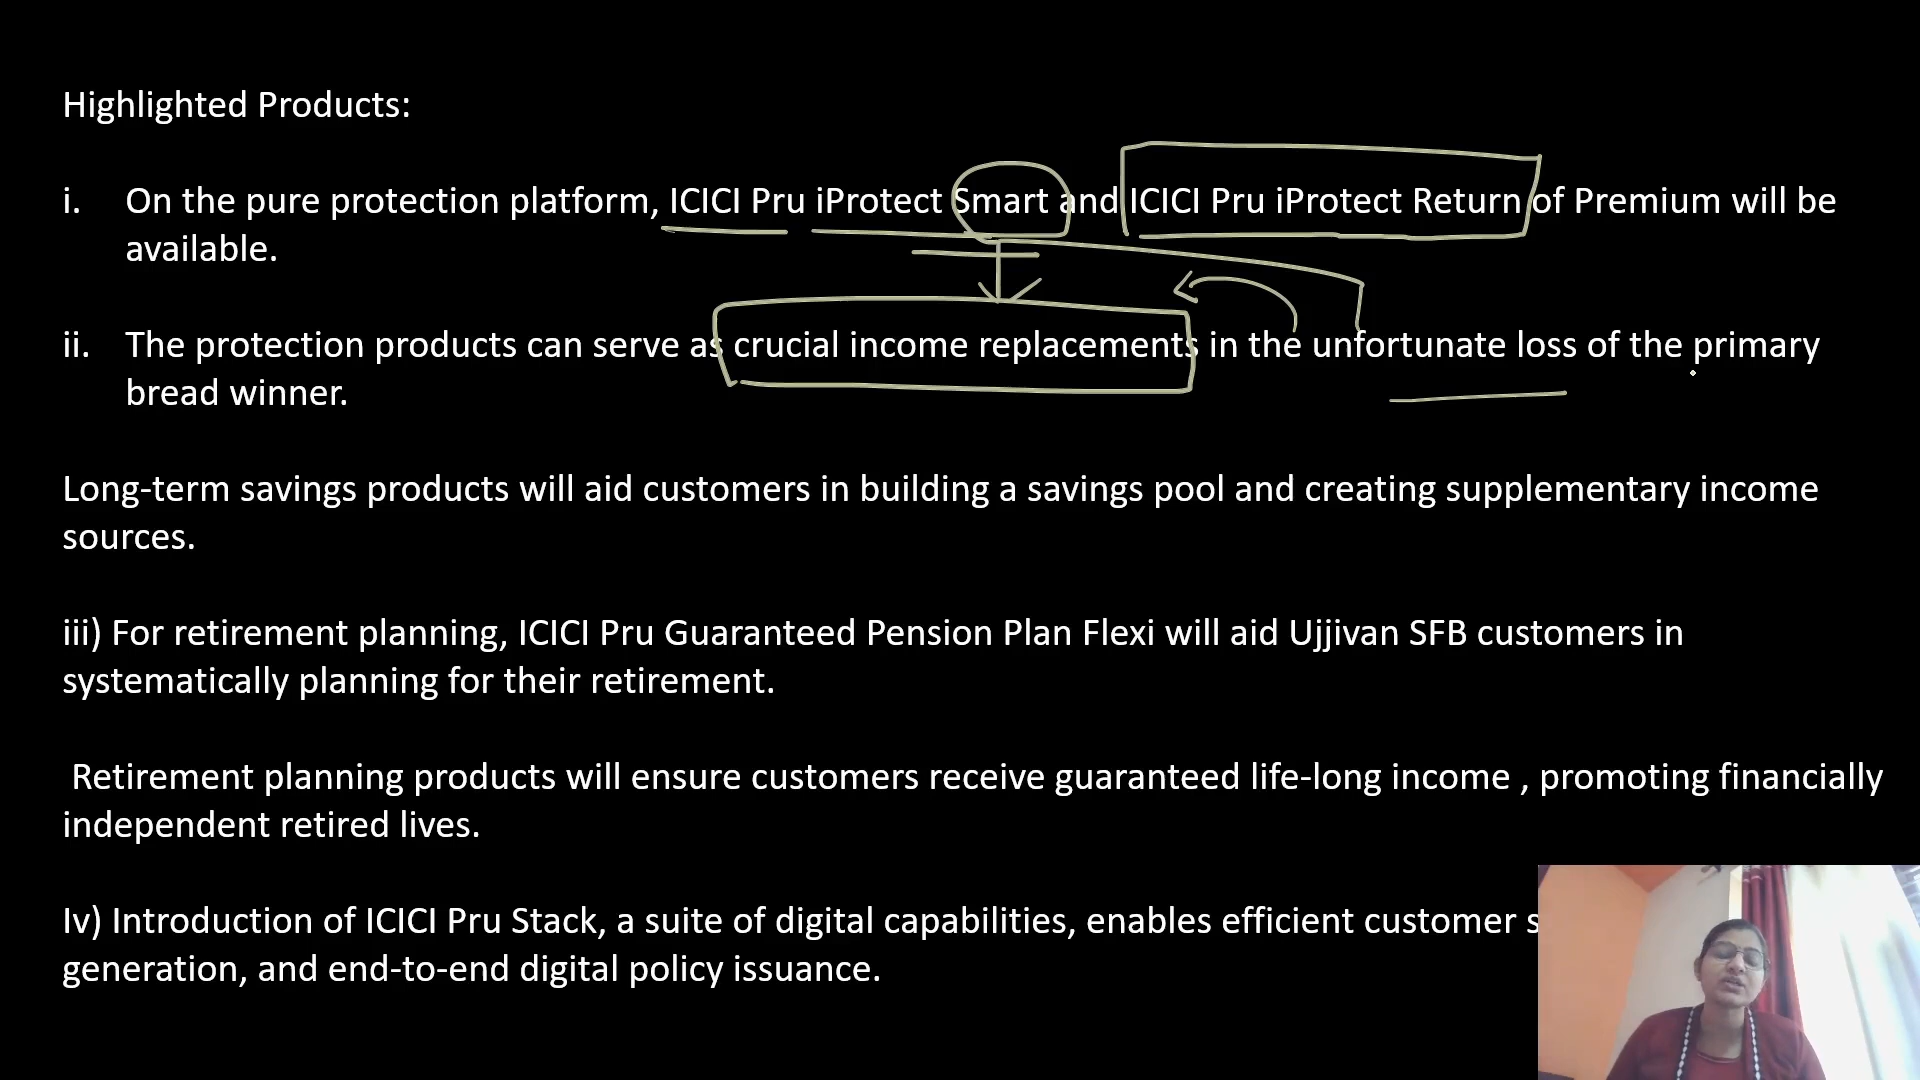 Highlighted Products:
i. On the pure protection platform, ICICI Pru iProtect Smart and ICICI Pru iProtect Return of Premium will be
available.
ii. The protection products can serve as crucial income replacements in the unfortunate loss of the primary
bread winner.
Long-term savings products will aid customers in building a savings pool and creating supplementary income
sources.
iii) For retirement planning, ICICI Pru Guaranteed Pension Plan Flexi will aid Ujjivan SFB customers in
systematically planning for their retirement.
Retirement planning products will ensure customers receive guaranteed life-long income , promoting financially
independent retired lives.
Iv) Introduction of ICICI Pru Stack, a suite of digital capabilities, enables efficient customer
generation, and end-to-end digital policy issuance.